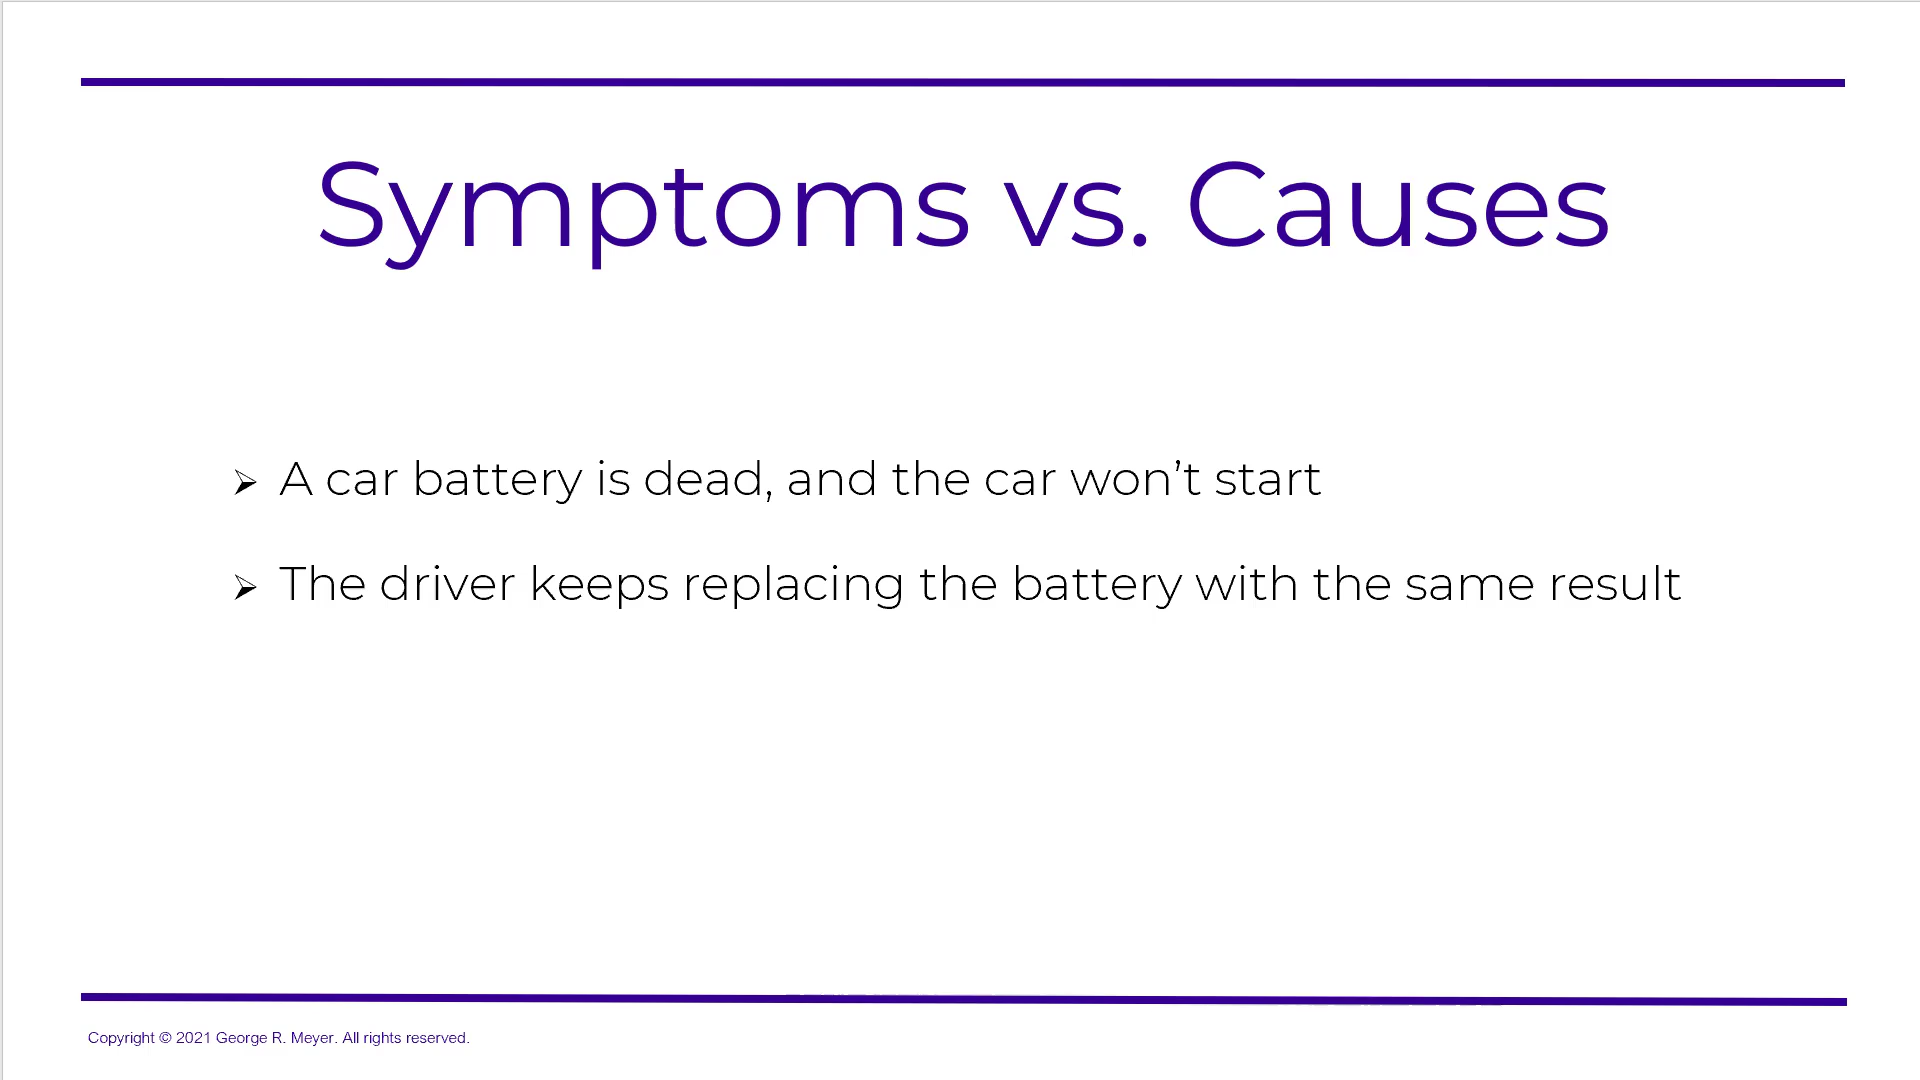 Symptoms vs. Causes
➢ A car battery is dead, and the car won’t start
➢ The driver keeps replacing the battery with the same result
Copyright © 2021 George R. Meyer. All rights reserved.